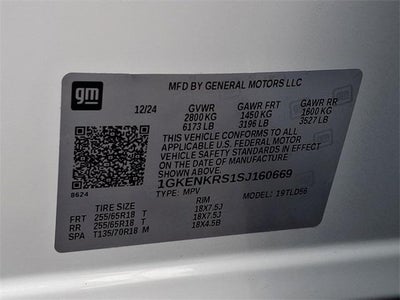 gm
MFD BY GENERAL MOTORS LLC
12/24 GVWR GAWR FRT GAWR RR
2800 KG 1450 KG 1600 KG
6173 LB 3196 LB 3527 LB
THIS VEHICLE CONFORMS TO ALL
APPLICABLE U.S. FEDERAL MOTOR
VEHICLE SAFETY STANDARDS IN EFFECT
ON THE DATE OF MANUFACTURE
SHOWN ABOVE.
1GKENKRS1SJ160669
8624
TYPE: MPV MODEL: 19TLD56
TIRE SIZE RIM
FRT 255/65R18 T 18X7.5J
RR 255/65R18 T 18X7.5J
SPA T135/70R18 M 18X4.5B